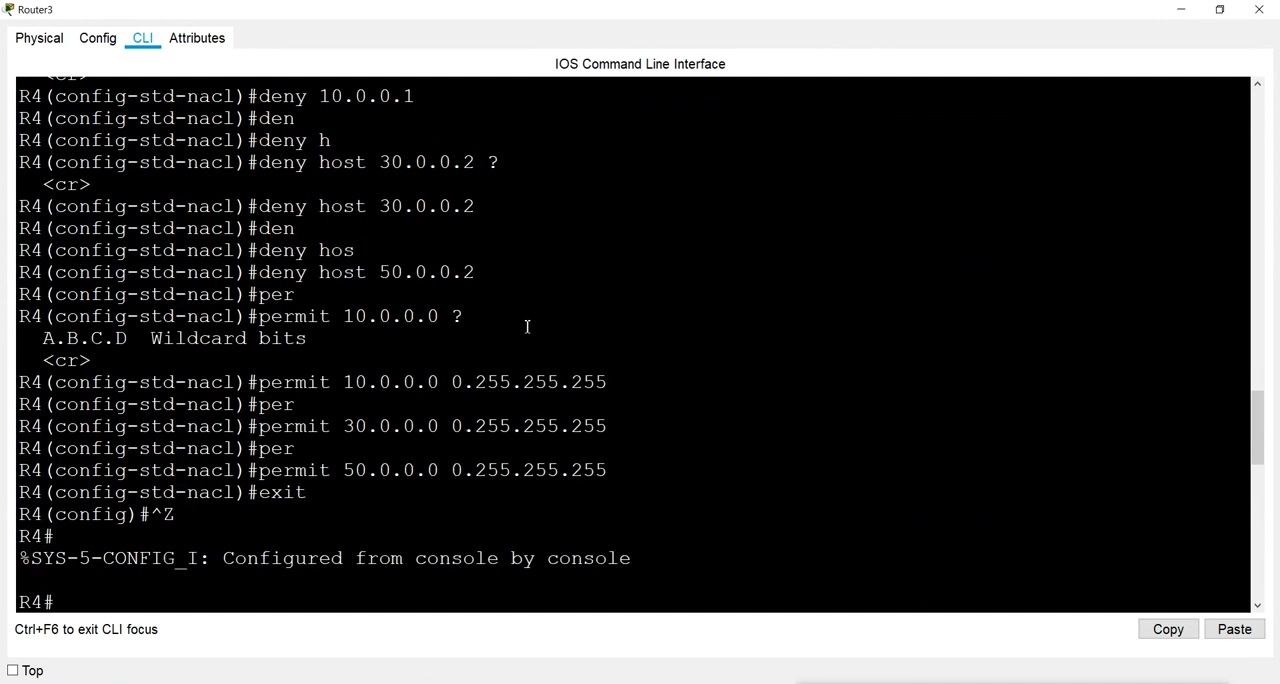 Router3
Physical Config CLI Attributes
IOS Command Line Interface
<cr>
R4(config-std-nacl)#deny 10.0.0.1
R4(config-std-nacl)#den
R4(config-std-nacl)#deny h
R4(config-std-nacl)#deny host 30.0.0.2 ?
<cr>
R4(config-std-nacl)#deny host 30.0.0.2
R4(config-std-nacl)#den
R4(config-std-nacl)#deny hos
R4(config-std-nacl)#deny host 50.0.0.2
R4(config-std-nacl)#per
R4(config-std-nacl)#permit 10.0.0.0 ?
A.B.C.D  Wildcard bits
<cr>
R4(config-std-nacl)#permit 10.0.0.0 0.255.255.255
R4(config-std-nacl)#per
R4(config-std-nacl)#permit 30.0.0.0 0.255.255.255
R4(config-std-nacl)#per
R4(config-std-nacl)#permit 50.0.0.0 0.255.255.255
R4(config-std-nacl)#exit
R4(config)#^Z
R4#
%SYS-5-CONFIG_I: Configured from console by console
R4#
Ctrl+F6 to exit CLI focus
Copy Paste
Top